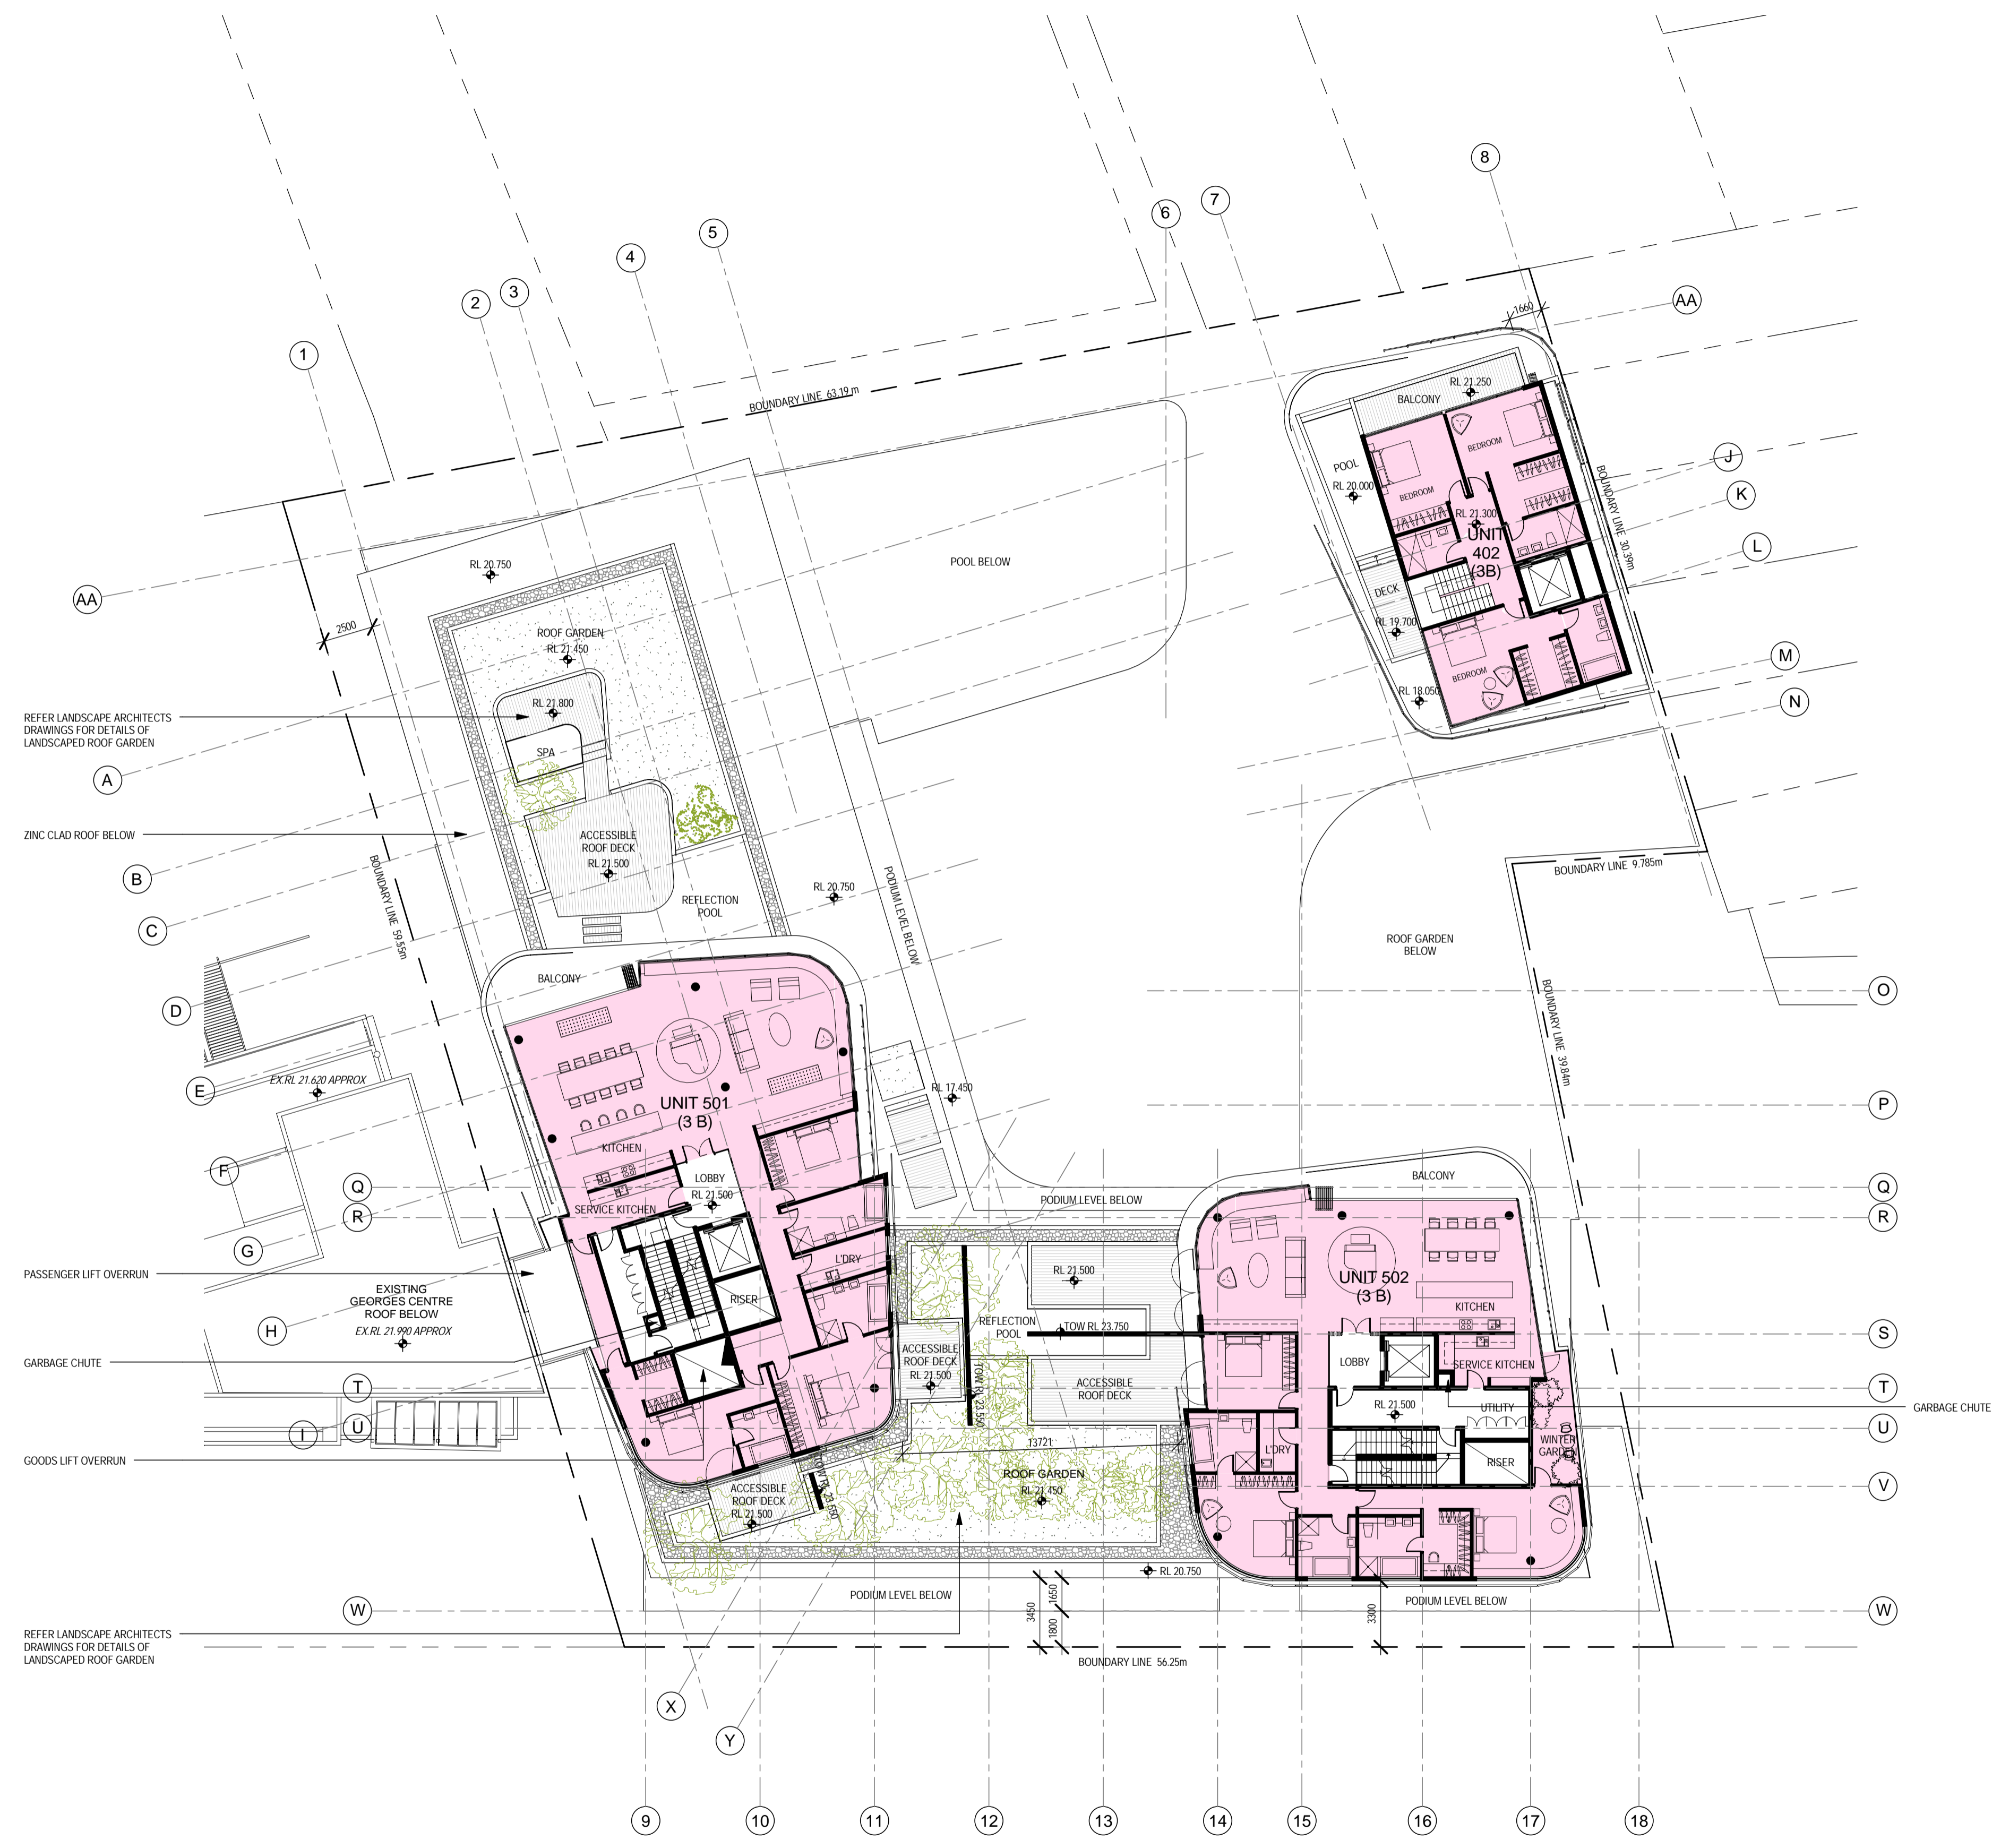 8
7
6
5
4
3
2
1
AA
1660
BOUNDARY LINE 63.19 m
RL 21.250
BALCONY
BEDROOM
BEDROOM
POOL
RL 20.000
RL 21.300
UNIT
402
(3B)
J
K
L
BOUNDARY LINE 30.39m
DECK
RL 19.700
BEDROOM
RL 18.050
M
N
AA
RL 20.750
2500
POOL BELOW
ROOF GARDEN
RL 21.450
RL 21.800
SPA
REFER LANDSCAPE ARCHITECTS
DRAWINGS FOR DETAILS OF
LANDSCAPED ROOF GARDEN
A
ZINC CLAD ROOF BELOW
ACCESSIBLE
ROOF DECK
RL 21.500
B
BOUNDARY LINE 59.55m
REFLECTION
POOL
RL 20.750
PODIUM LEVEL BELOW
BOUNDARY LINE 9.785m
C
ROOF GARDEN
BELOW
BALCONY
D
O
BOUNDARY LINE 39.84m
E
EX.RL 21.620 APPROX
RL 17.450
UNIT 501
(3 B)
P
KITCHEN
F
LOBBY
RL 21.500
SERVICE KITCHEN
Q
R
G
PODIUM LEVEL BELOW
BALCONY
Q
R
L'DRY
PASSENGER LIFT OVERRUN
EXISTING
GEORGES CENTRE
ROOF BELOW
EX.RL 21.990 APPROX
RISER
H
RL 21.500
REFLECTION
POOL
TOW RL 23.750
UNIT 502
(3 B)
KITCHEN
S
GARBAGE CHUTE
ACCESSIBLE
ROOF DECK
RL 21.500
TOW RL 23.550
ACCESSIBLE
ROOF DECK
LOBBY
SERVICE KITCHEN
T
T
UTILITY
RL 21.500
GARBAGE CHUTE
I
U
U
13721
L'DRY
WINTER
GARDEN
RISER
GOODS LIFT OVERRUN
TOW RL 23.550
ROOF GARDEN
RL 21.450
V
ACCESSIBLE
ROOF DECK
RL 21.500
RL 20.750
PODIUM LEVEL BELOW
3450
1650
1800
3300
PODIUM LEVEL BELOW
W
W
REFER LANDSCAPE ARCHITECTS
DRAWINGS FOR DETAILS OF
LANDSCAPED ROOF GARDEN
BOUNDARY LINE 56.25m
X
Y
9
10
11
12
13
14
15
16
17
18